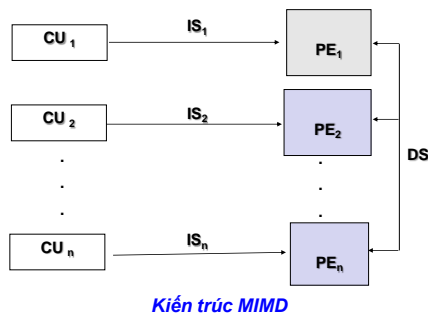 CU 1 IS1 PE1
CU 2 IS2 PE2
DS
. .
. .
. .
CU n ISn PEn
Kiến trúc MIMD